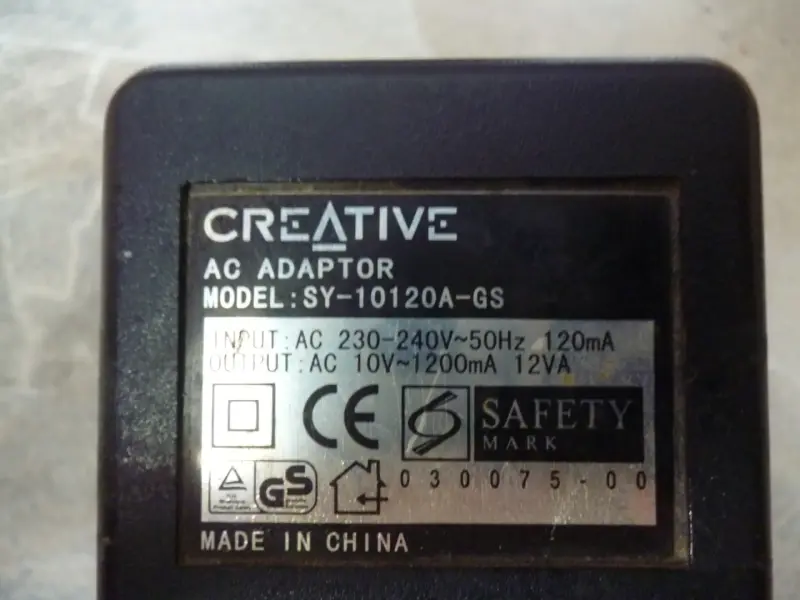 CREATIVE
AC ADAPTOR
MODEL:SY-10120A-GS
INPUT:AC 230-240V~50Hz 120mA
OUTPUT:AC 10V~1200mA 12VA
CE
SAFETY
MARK
GS
030075-00
MADE IN CHINA